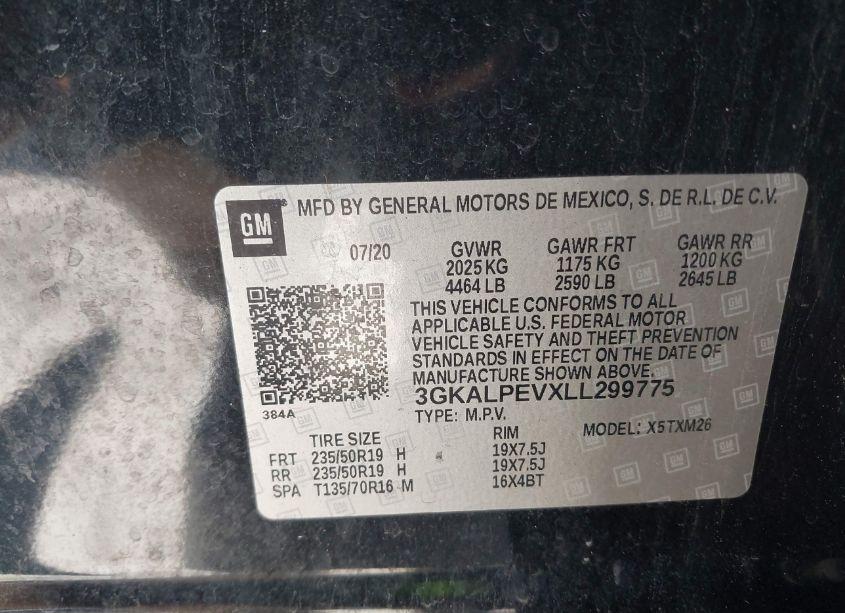 GM ® MFD BY GENERAL MOTORS DE MEXICO, S. DE R.L. DE C.V.
07/20 GVWR GAWR FRT GAWR RR
2025 KG 1175 KG 1200 KG
4464 LB 2590 LB 2645 LB
THIS VEHICLE CONFORMS TO ALL
APPLICABLE U.S. FEDERAL MOTOR
VEHICLE SAFETY AND THEFT PREVENTION
STANDARDS IN EFFECT ON THE DATE OF
MANUFACTURE SHOWN ABOVE.
3GKALPEVXLL299775
384A
TYPE: M.P.V. MODEL: X5TXM26
TIRE SIZE RIM
FRT 235/50R19 H 19X7.5J
RR 235/50R19 H 19X7.5J
SPA T135/70R16 M 16X4BT